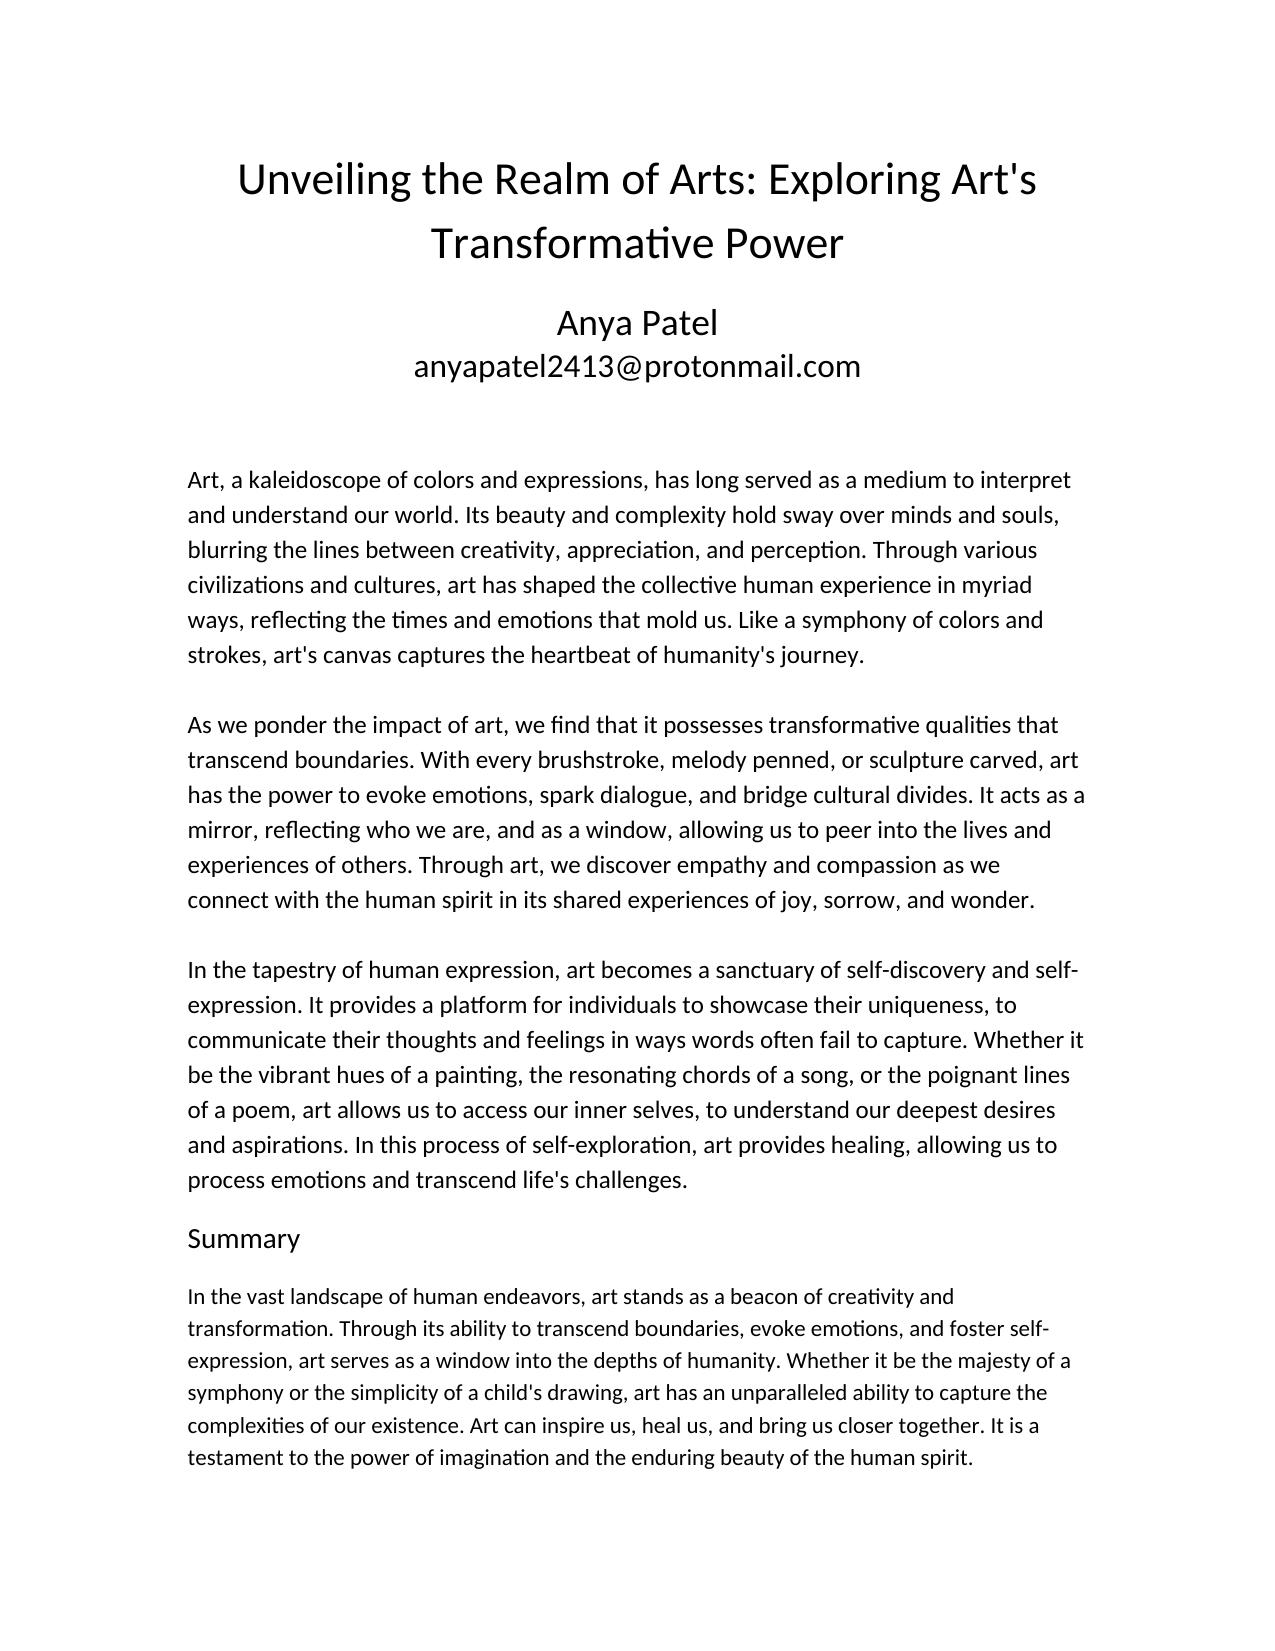 Unveiling the Realm of Arts: Exploring Art's
Transformative Power
Anya Patel
anyapatel2413@protonmail.com
Art, a kaleidoscope of colors and expressions, has long served as a medium to interpret
and understand our world. Its beauty and complexity hold sway over minds and souls,
blurring the lines between creativity, appreciation, and perception. Through various
civilizations and cultures, art has shaped the collective human experience in myriad
ways, reflecting the times and emotions that mold us. Like a symphony of colors and
strokes, art's canvas captures the heartbeat of humanity's journey.
As we ponder the impact of art, we find that it possesses transformative qualities that
transcend boundaries. With every brushstroke, melody penned, or sculpture carved, art
has the power to evoke emotions, spark dialogue, and bridge cultural divides. It acts as a
mirror, reflecting who we are, and as a window, allowing us to peer into the lives and
experiences of others. Through art, we discover empathy and compassion as we
connect with the human spirit in its shared experiences of joy, sorrow, and wonder.
In the tapestry of human expression, art becomes a sanctuary of self-discovery and self-
expression. It provides a platform for individuals to showcase their uniqueness, to
communicate their thoughts and feelings in ways words often fail to capture. Whether it
be the vibrant hues of a painting, the resonating chords of a song, or the poignant lines
of a poem, art allows us to access our inner selves, to understand our deepest desires
and aspirations. In this process of self-exploration, art provides healing, allowing us to
process emotions and transcend life's challenges.
Summary
In the vast landscape of human endeavors, art stands as a beacon of creativity and
transformation. Through its ability to transcend boundaries, evoke emotions, and foster self-
expression, art serves as a window into the depths of humanity. Whether it be the majesty of a
symphony or the simplicity of a child's drawing, art has an unparalleled ability to capture the
complexities of our existence. Art can inspire us, heal us, and bring us closer together. It is a
testament to the power of imagination and the enduring beauty of the human spirit.